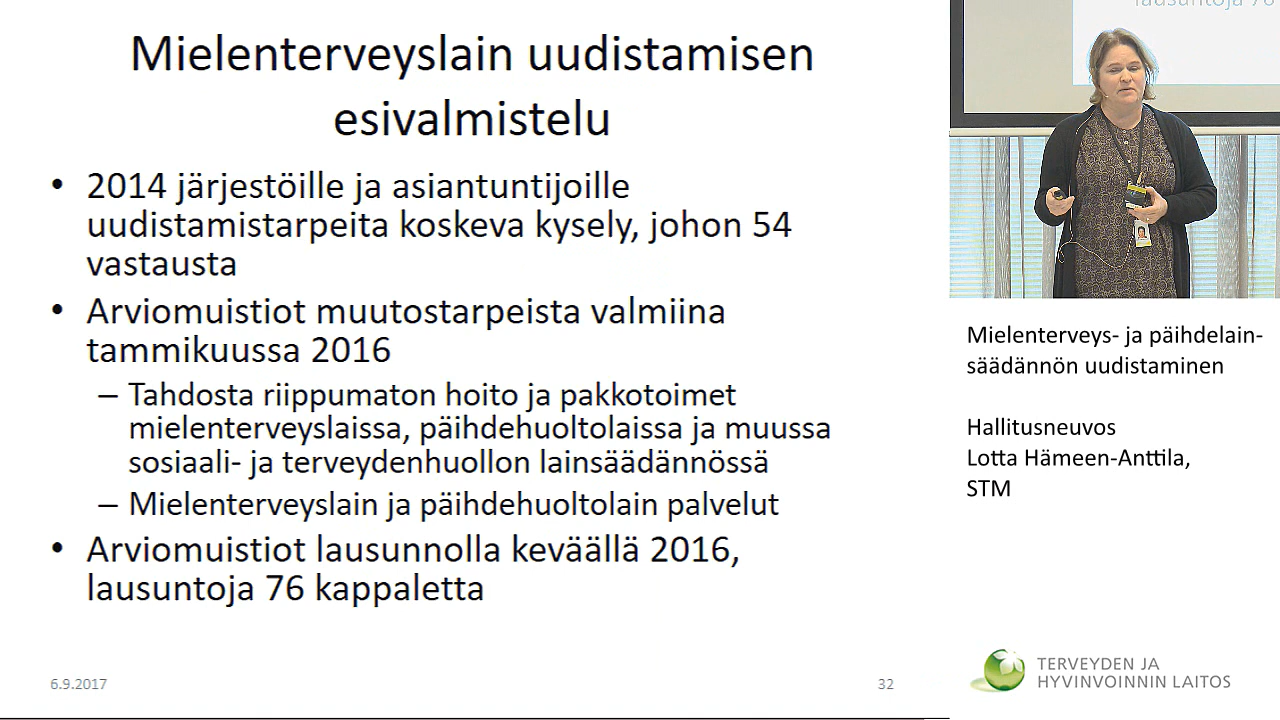 Mielenterveyslain uudistamisen
esivalmistelu
• 2014 järjestöille ja asiantuntijoille
uudistamistarpeita koskeva kysely, johon 54
vastausta
• Arviomuistiot muutostarpeista valmiina
tammikuussa 2016
– Tahdosta riippumaton hoito ja pakkotoimet
mielenterveyslaissa, päihdehuoltolaissa ja muussa
sosiaali- ja terveydenhuollon lainsäädännössä
– Mielenterveyslain ja päihdehuoltolain palvelut
• Arviomuistiot lausunnolla keväällä 2016,
lausuntoja 76 kappaletta
6.9.2017
32
lausuntoja 76
Mielenterveys- ja päihdelain-
säädännön uudistaminen
Hallitusneuvos
Lotta Hämeen-Anttila,
STM
TERVEYDEN JA
HYVINVOINNIN LAITOS